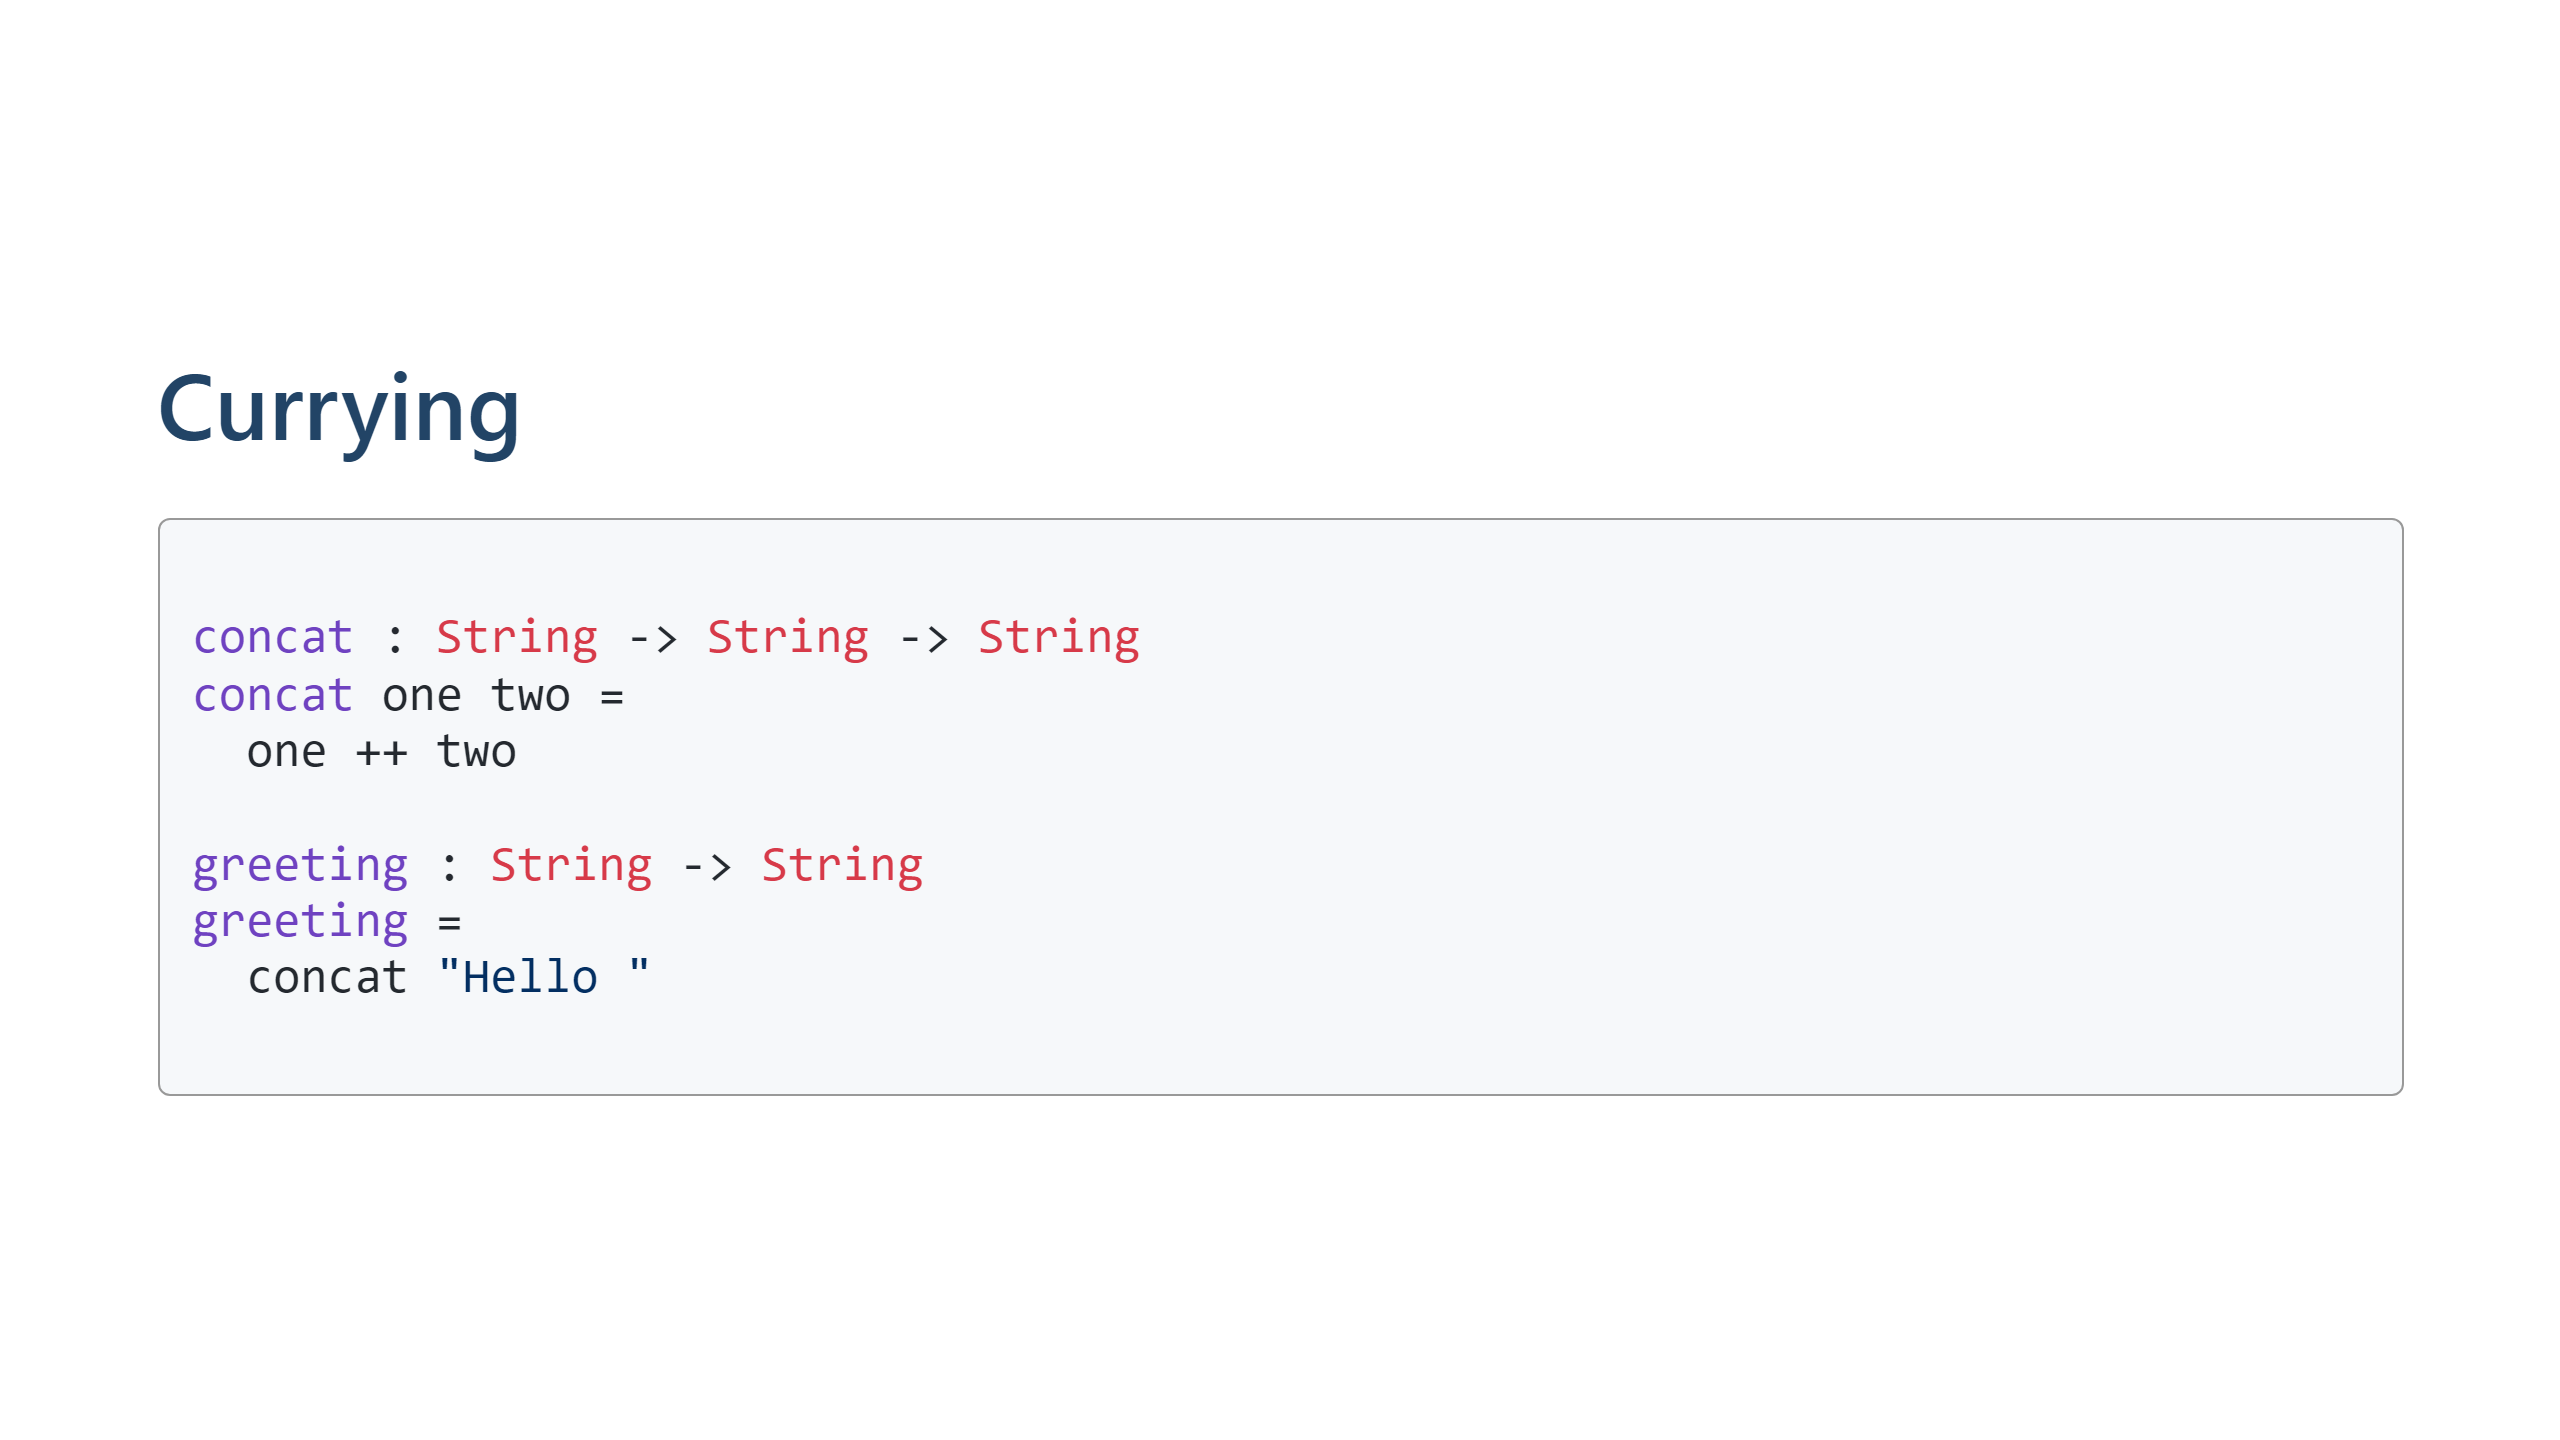 Currying
concat : String -> String -> String
concat one two =
  one ++ two
greeting : String -> String
greeting =
  concat "Hello "